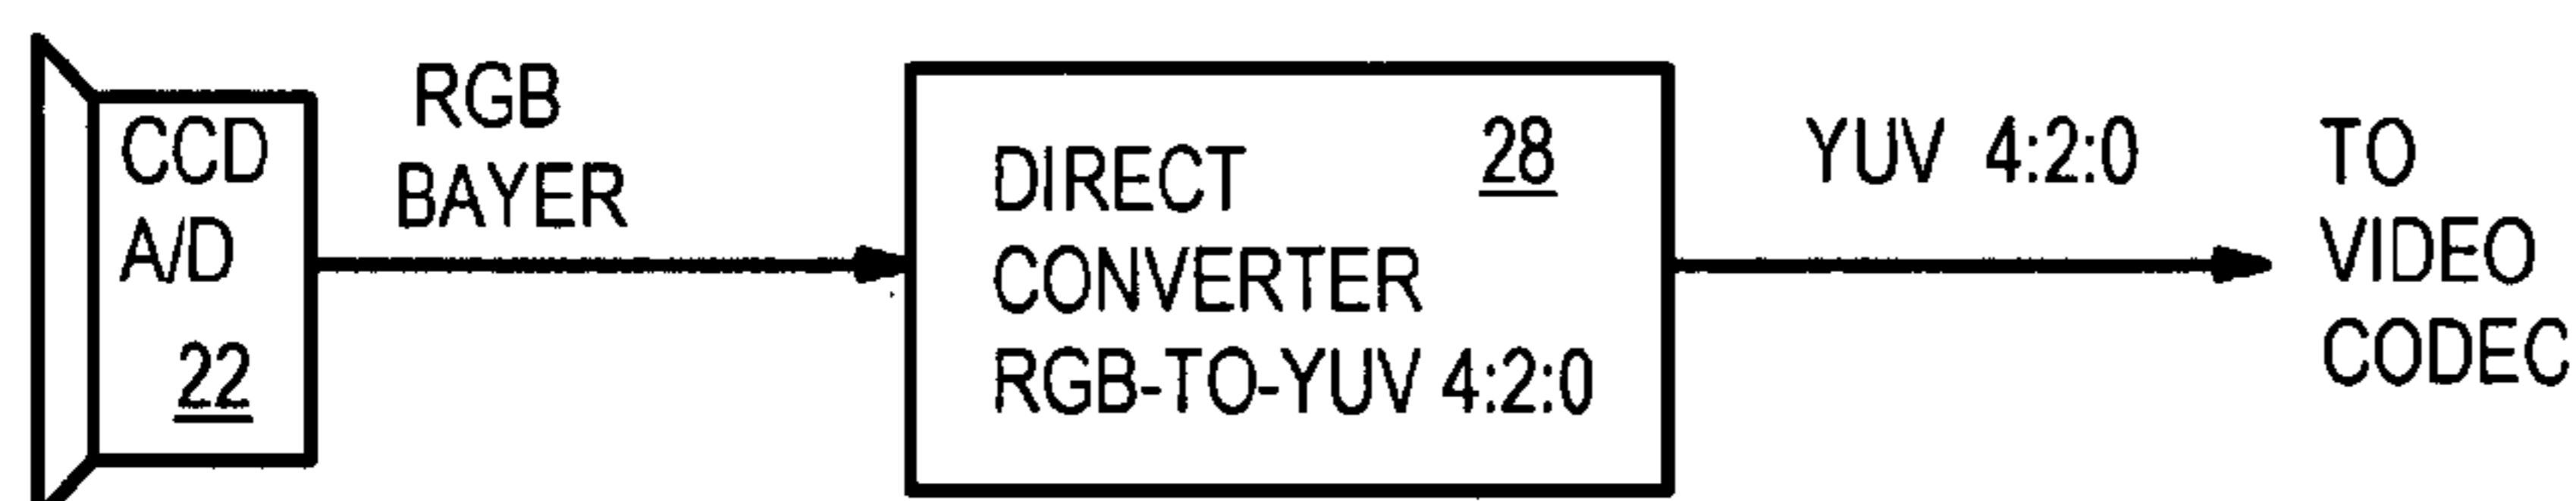 CCD
A/D
22
RGB
BAYER
DIRECT
CONVERTER
RGB-TO-YUV 4:2:0
28
YUV 4:2:0
TO
VIDEO
CODEC